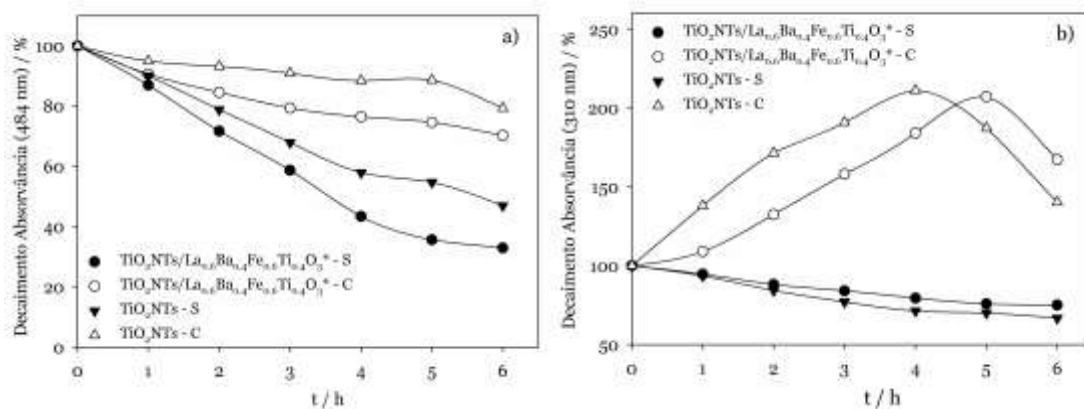 a)
Decaimento Absorvância (484 nm) / %
100
80
60
40
20
0
TiO₂NTs/La₀.₆Ba₀.₄Fe₀.₆Ti₀.₄O₃* - S
TiO₂NTs/La₀.₆Ba₀.₄Fe₀.₆Ti₀.₄O₃* - C
TiO₂NTs - S
TiO₂NTs - C
0 1 2 3 4 5 6
t / h
b)
Decaimento Absorvância (310 nm) / %
250
200
150
100
50
TiO₂NTs/La₀.₆Ba₀.₄Fe₀.₆Ti₀.₄O₃* - S
TiO₂NTs/La₀.₆Ba₀.₄Fe₀.₆Ti₀.₄O₃* - C
TiO₂NTs - S
TiO₂NTs - C
0 1 2 3 4 5 6
t / h